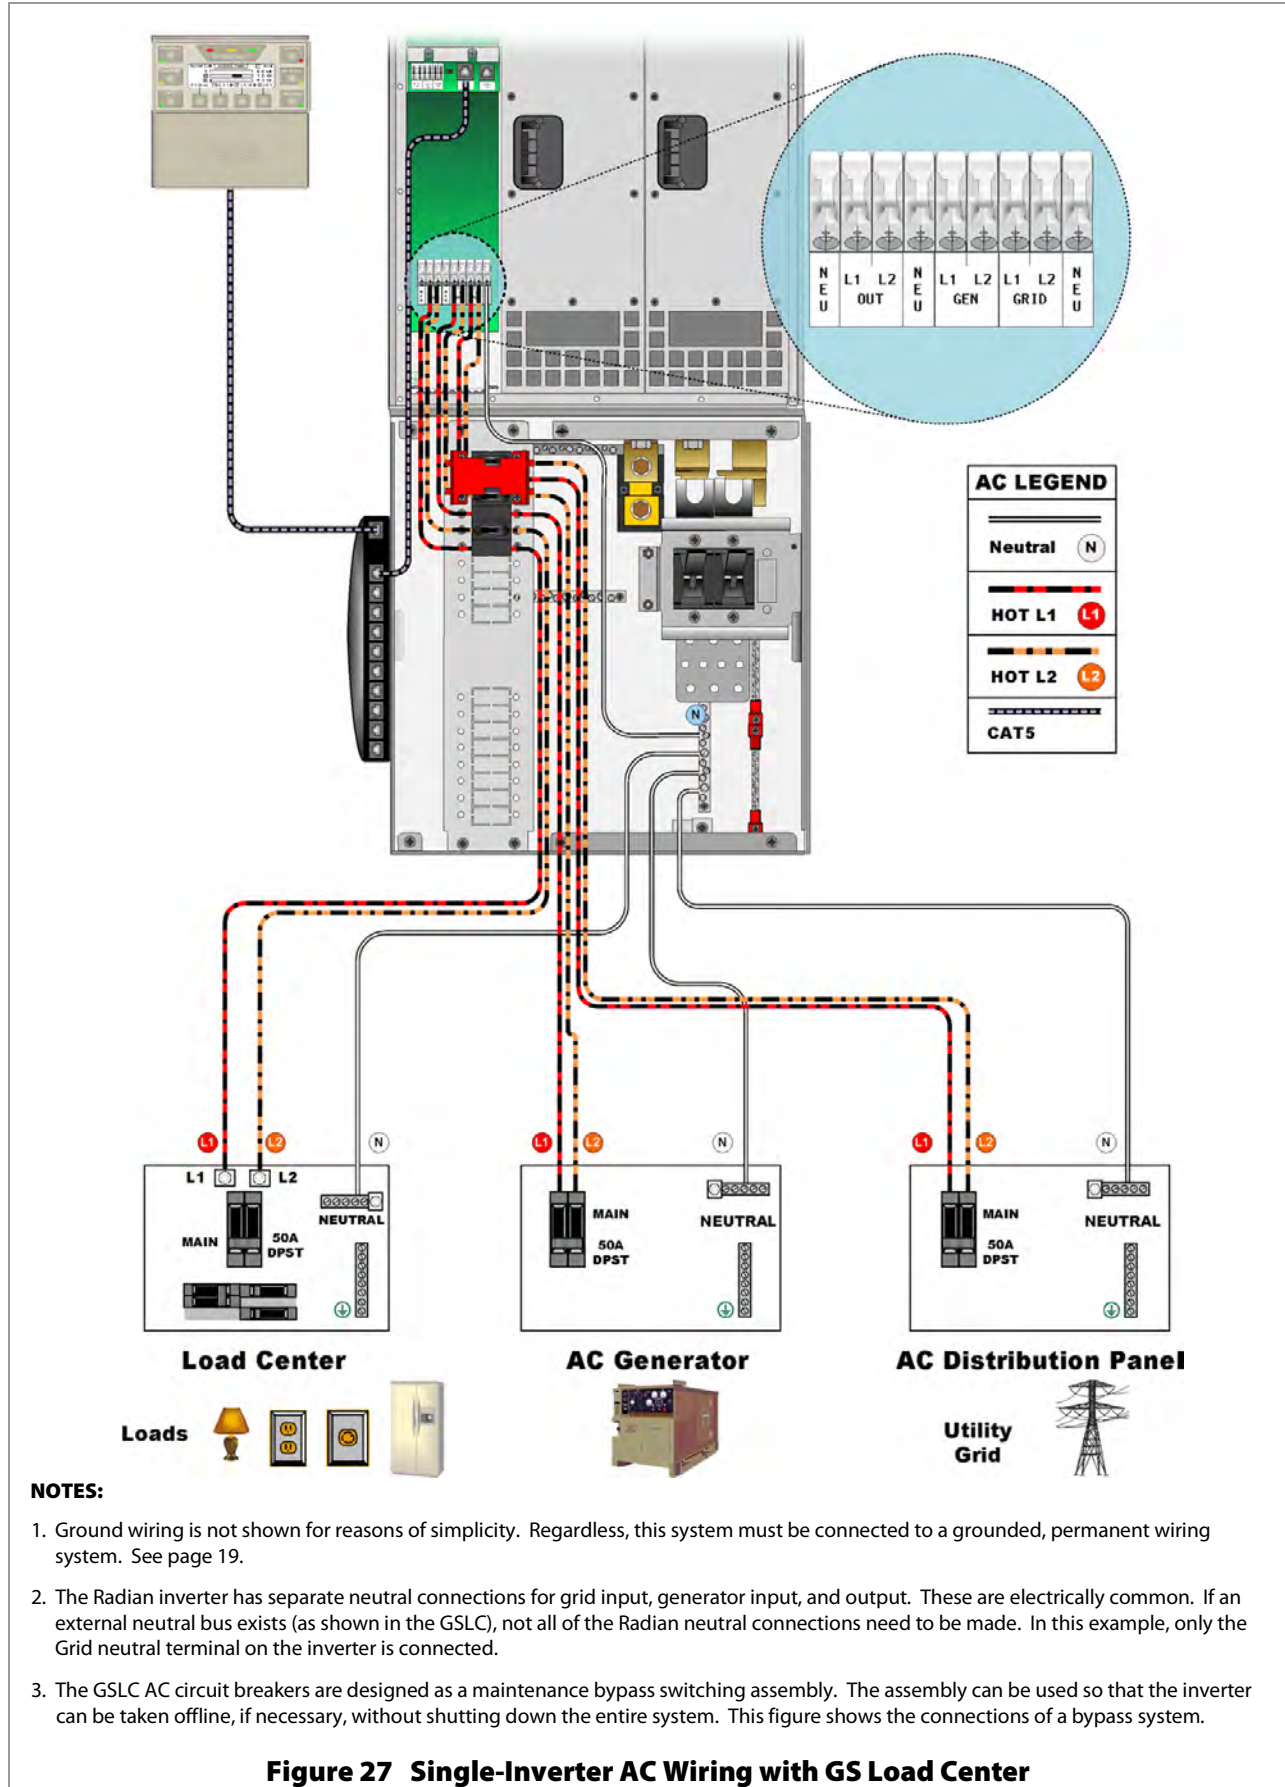 NEU
L1 L2
OUT
NEU
L1 L2
GEN
L1 L2
GRID
NEU
AC LEGEND
Neutral N
HOT L1 L1
HOT L2 L2
CAT5
N
L1 L2 N
L1 L2 N
L1 L2 N
L1 L2
MAIN
50A
DPST
NEUTRAL
MAIN
50A
DPST
NEUTRAL
MAIN
50A
DPST
NEUTRAL
Load Center
AC Generator
AC Distribution Panel
Loads
Utility
Grid
NOTES:
1. Ground wiring is not shown for reasons of simplicity. Regardless, this system must be connected to a grounded, permanent wiring
system. See page 19.
2. The Radian inverter has separate neutral connections for grid input, generator input, and output. These are electrically common. If an
external neutral bus exists (as shown in the GSLC), not all of the Radian neutral connections need to be made. In this example, only the
Grid neutral terminal on the inverter is connected.
3. The GSLC AC circuit breakers are designed as a maintenance bypass switching assembly. The assembly can be used so that the inverter
can be taken offline, if necessary, without shutting down the entire system. This figure shows the connections of a bypass system.
Figure 27 Single-Inverter AC Wiring with GS Load Center